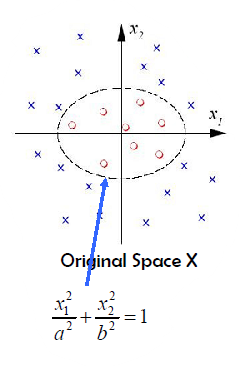 x₂
x₁
Original Space X
x₁²/a² + x₂²/b² = 1